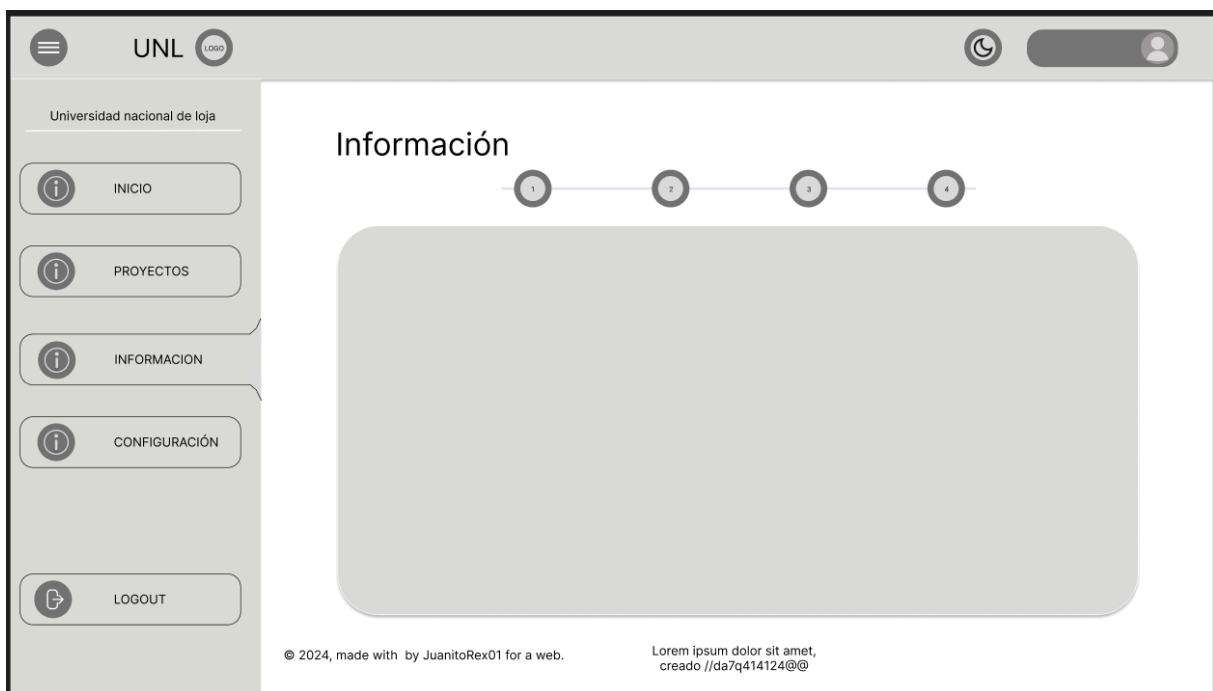 UNL
LOGO
Universidad nacional de loja
INICIO
PROYECTOS
INFORMACION
CONFIGURACIÓN
LOGOUT
Información
1
2
3
4
© 2024, made with  by JuanitoRex01 for a web.
Lorem ipsum dolor sit amet,
creado //da7q414124@@